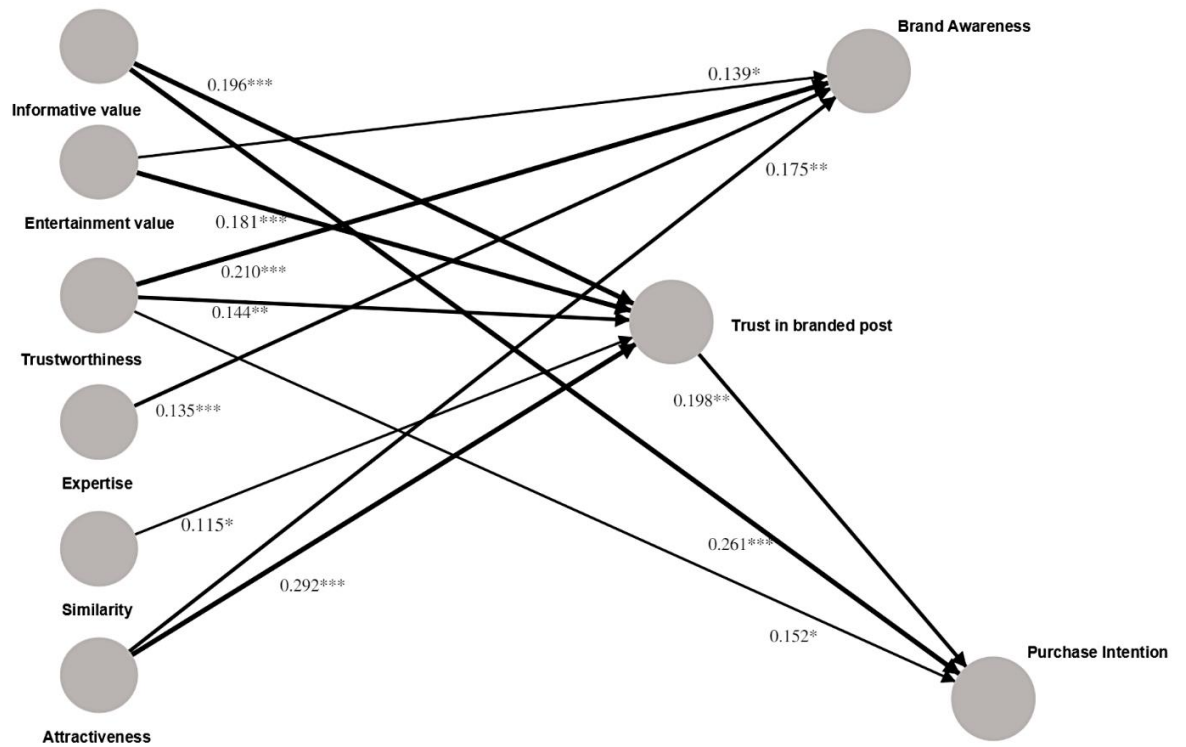 Brand Awareness
0.139*
0.196***
Informative value
0.175**
Entertainment value
0.181***
0.210***
0.144**
Trust in branded post
Trustworthiness
0.198**
0.135***
Expertise
0.115*
0.261***
0.292***
Similarity
0.152*
Purchase Intention
Attractiveness